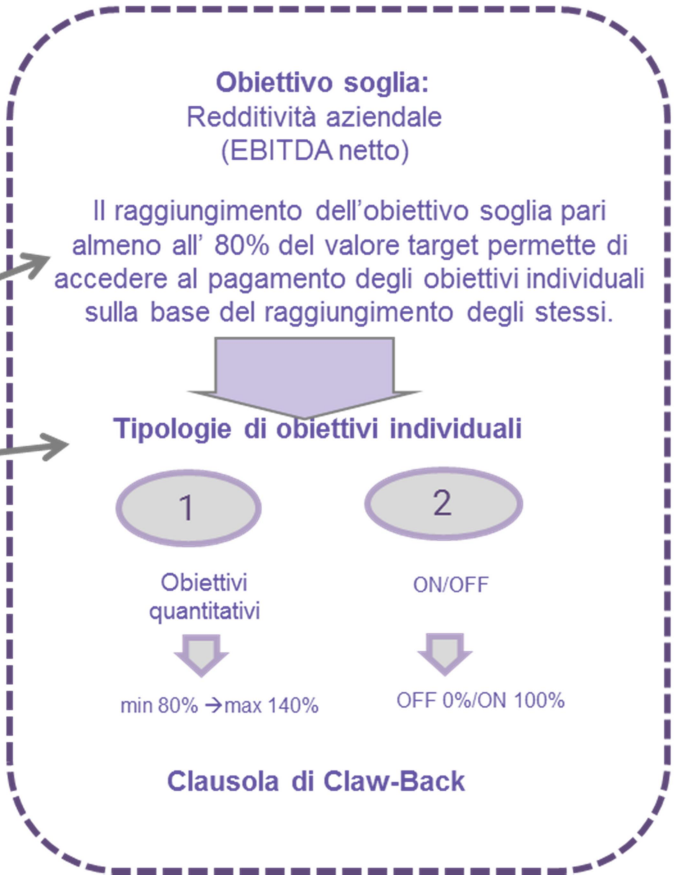 Obiettivo soglia:
Redditività aziendale
(EBITDA netto)
Il raggiungimento dell'obiettivo soglia pari
almeno all' 80% del valore target permette di
accedere al pagamento degli obiettivi individuali
sulla base del raggiungimento degli stessi.
Tipologie di obiettivi individuali
1
2
Obiettivi
quantitativi
ON/OFF
min 80% →max 140%
OFF 0%/ON 100%
Clausola di Claw-Back